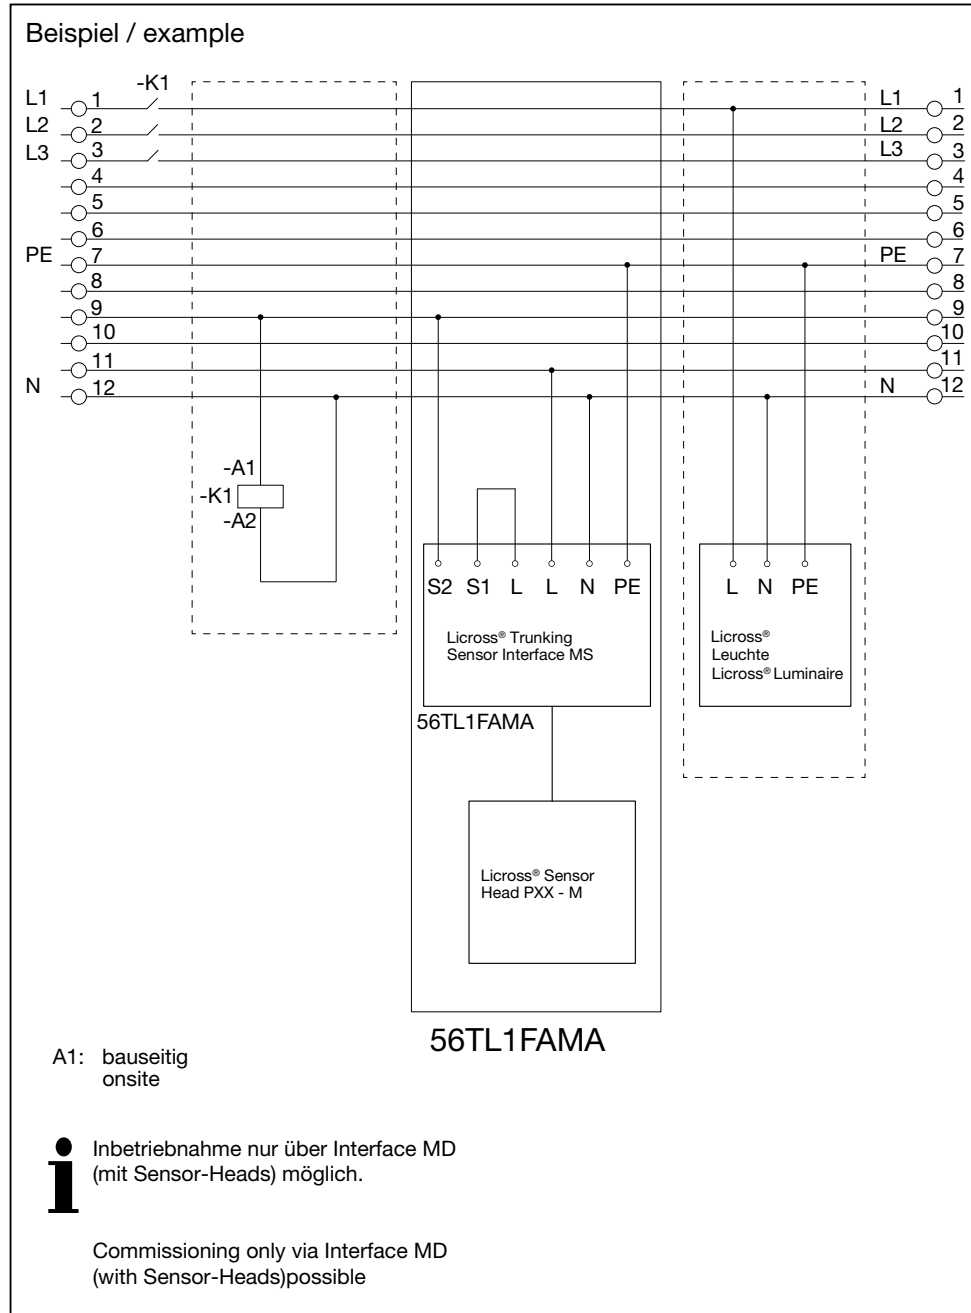 Beispiel / example
-K1
L1 1 L1 1
L2 2 L2 2
L3 3 L3 3
4 4
5 5
6 6
PE 7 PE 7
8 8
9 9
10 10
11 11
N 12 N 12
-A1
-K1
-A2
S2 S1 L L N PE
L N PE
Licross® Trunking
Sensor Interface MS
Licross®
Leuchte
Licross® Luminaire
56TL1FAMA
Licross® Sensor
Head PXX - M
56TL1FAMA
A1: bauseitig
onsite
i Inbetriebnahme nur über Interface MD
(mit Sensor-Heads) möglich.
Commissioning only via Interface MD
(with Sensor-Heads)possible